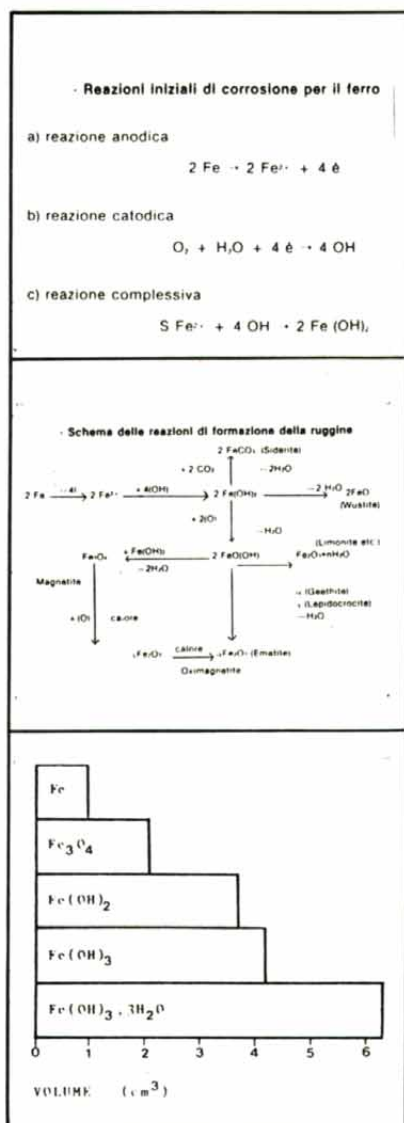 · Reazioni iniziali di corrosione per il ferro
a) reazione anodica
2 Fe → 2 Fe²⁺ + 4 é
b) reazione catodica
O₂ + H₂O + 4 é → 4 OH
c) reazione complessiva
S Fe²⁺ + 4 OH → 2 Fe (OH)₂
· Schema delle reazioni di formazione della ruggine
2 FeCO₃ (Siderite)
+ 2 CO₂ —2H₂O
2 Fe 2 Fe²⁺ + 4(OH) 2 Fe(OH)₂ —2 H₂O 2FeO
(Wustite)
+ 2(O) —H₂O
(Limonite etc.)
Fe₃O₄ + Fe(OH)₂ 2 FeO(OH) Fe₂O₃·nH₂O
—2H₂O
Magnetite
(Goethite)
(Lepidocrocite)
—H₂O
+ (O) calore
Fe₂O₃ calore Fe₂O₃ (Ematite)
Oximagnetite
Fe
Fe₃O₄
Fe(OH)₂
Fe(OH)₃
Fe(OH)₃.3H₂O
0 1 2 3 4 5 6
VOLUME (cm³)